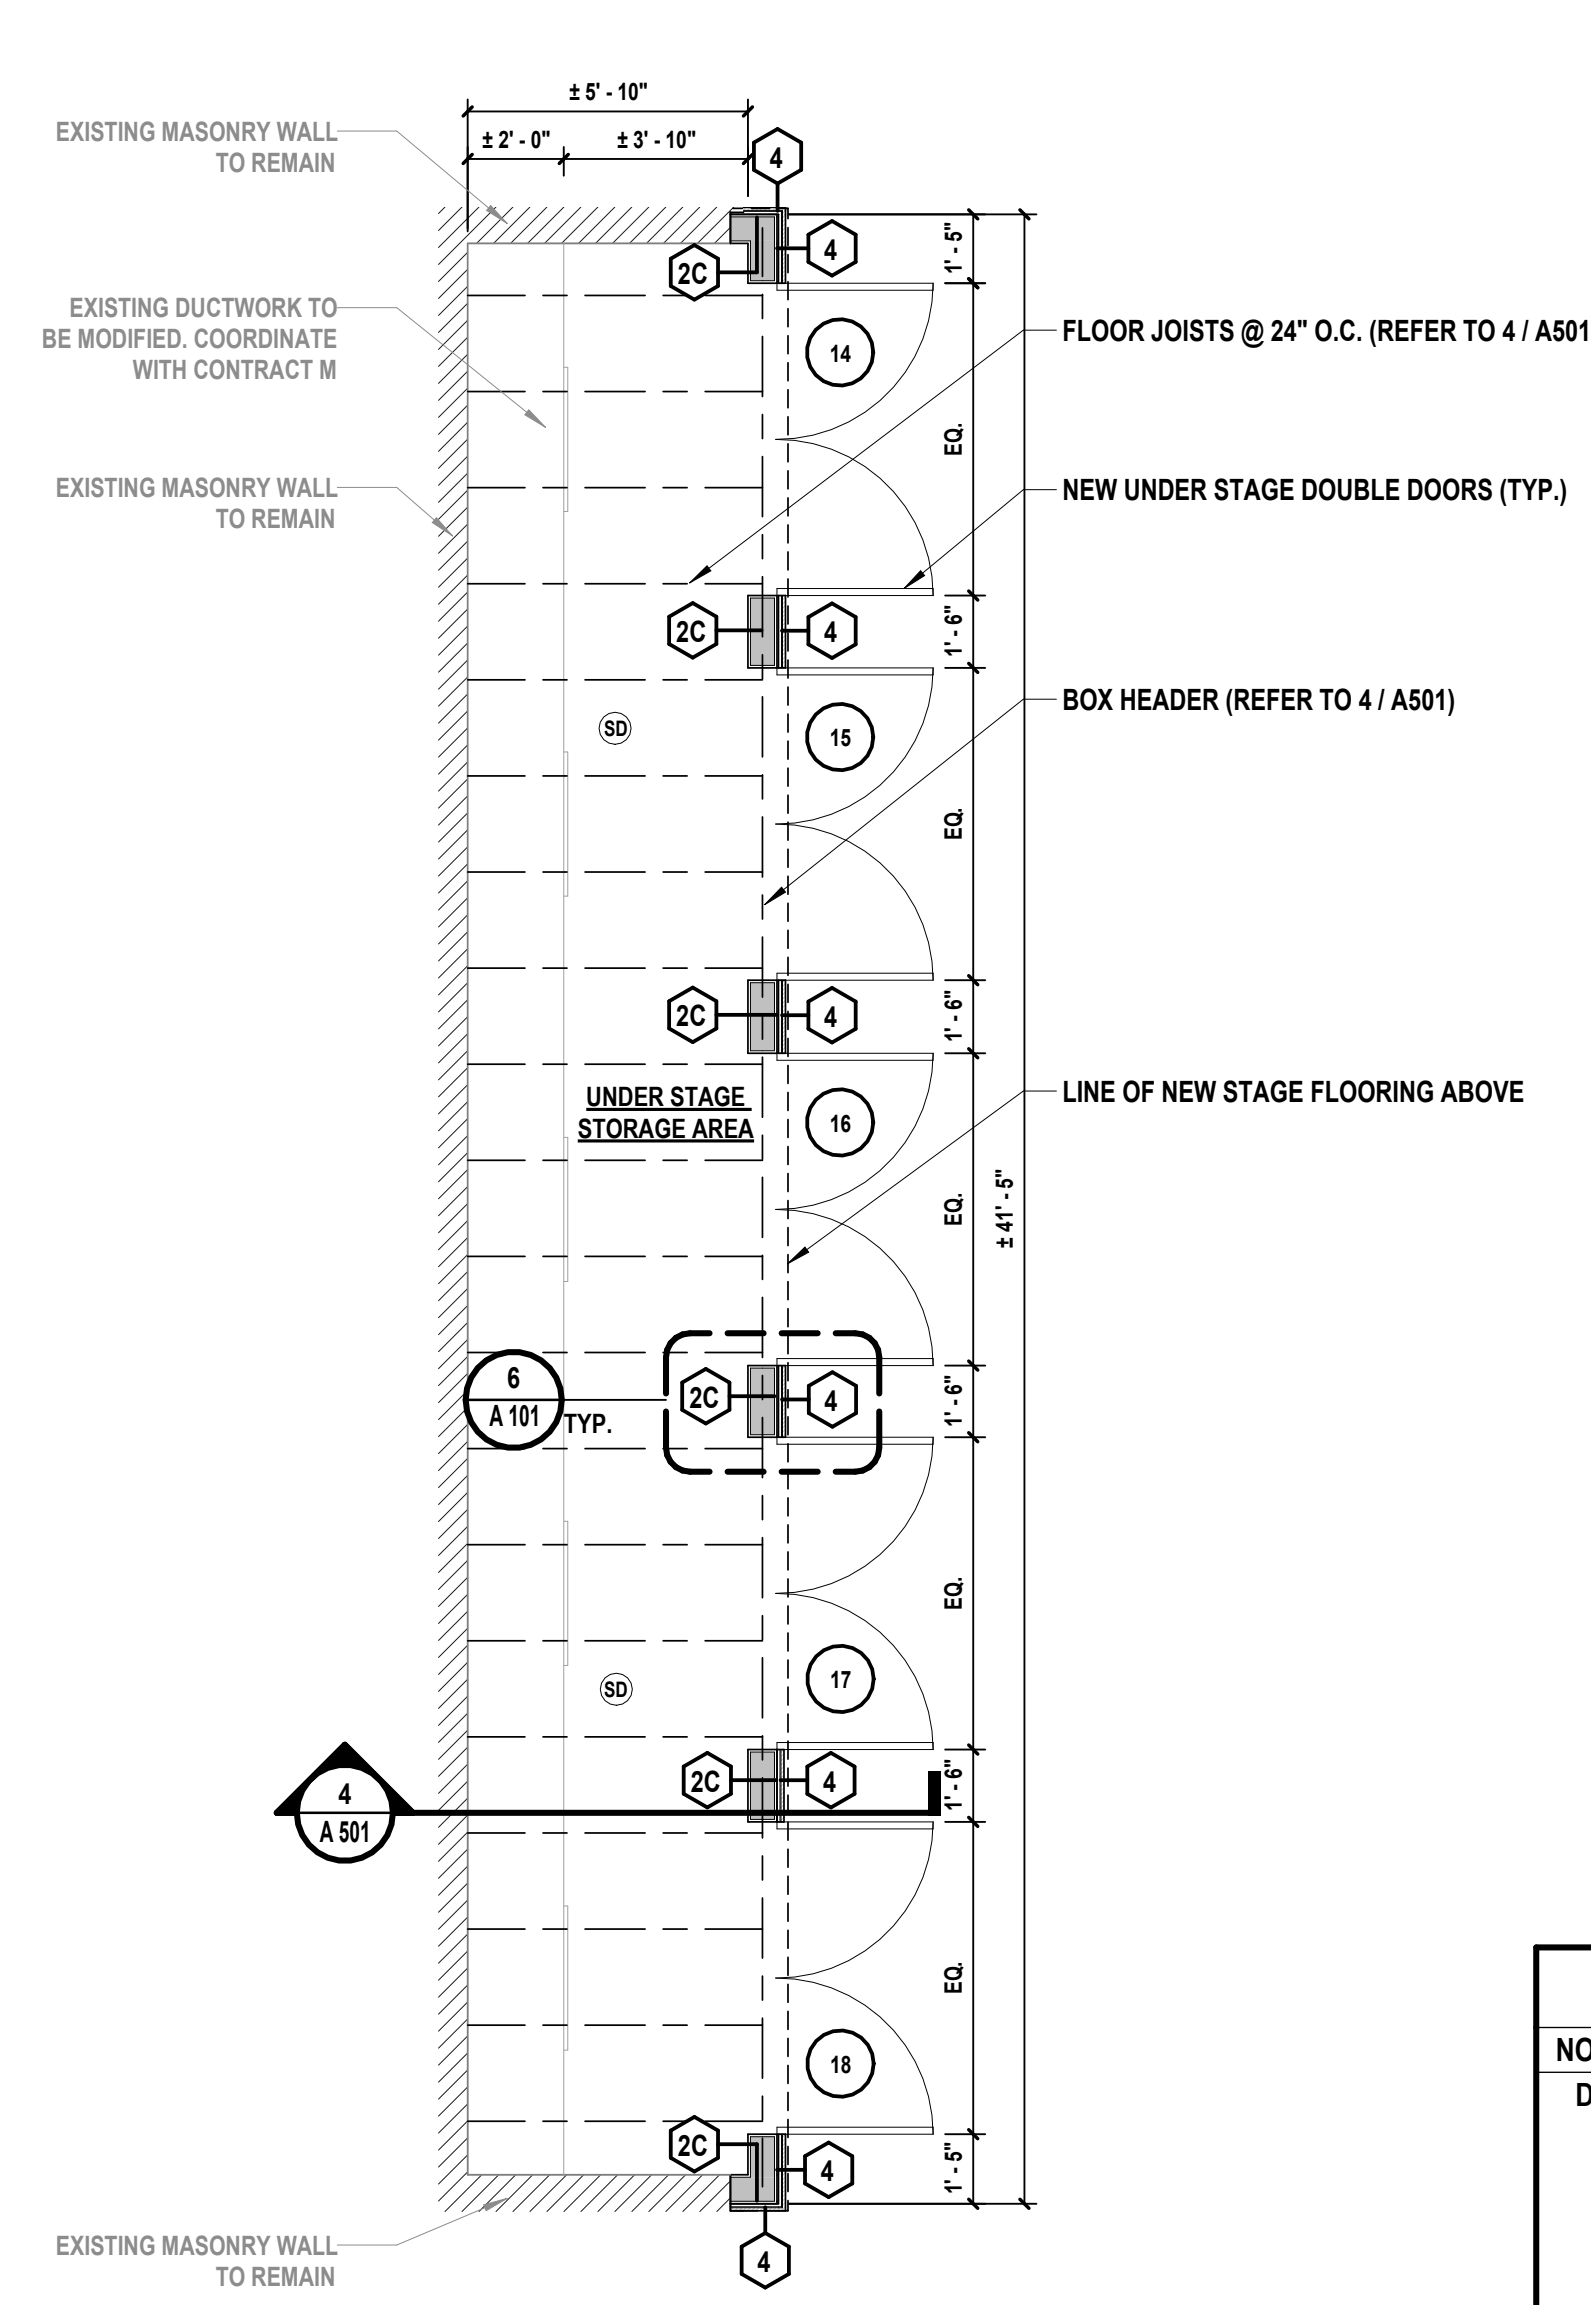 ± 5' - 10"
± 2' - 0"
± 3' - 10"
4
EXISTING MASONRY WALL
TO REMAIN
1' - 5"
4
2C
EXISTING DUCTWORK TO
BE MODIFIED. COORDINATE
WITH CONTRACT M
14
FLOOR JOISTS @ 24" O.C. (REFER TO 4 / A501
EQ.
EXISTING MASONRY WALL
TO REMAIN
NEW UNDER STAGE DOUBLE DOORS (TYP.)
2C
4
1' - 6"
BOX HEADER (REFER TO 4 / A501)
SD
15
EQ.
2C
4
1' - 6"
UNDER STAGE
STORAGE AREA
16
LINE OF NEW STAGE FLOORING ABOVE
EQ.
± 41' - 5"
6
A 101
TYP.
2C
4
1' - 6"
EQ.
SD
17
2C
4
1' - 6"
4
A 501
EQ.
18
NO
D
2C
4
1' - 5"
EXISTING MASONRY WALL
TO REMAIN
4